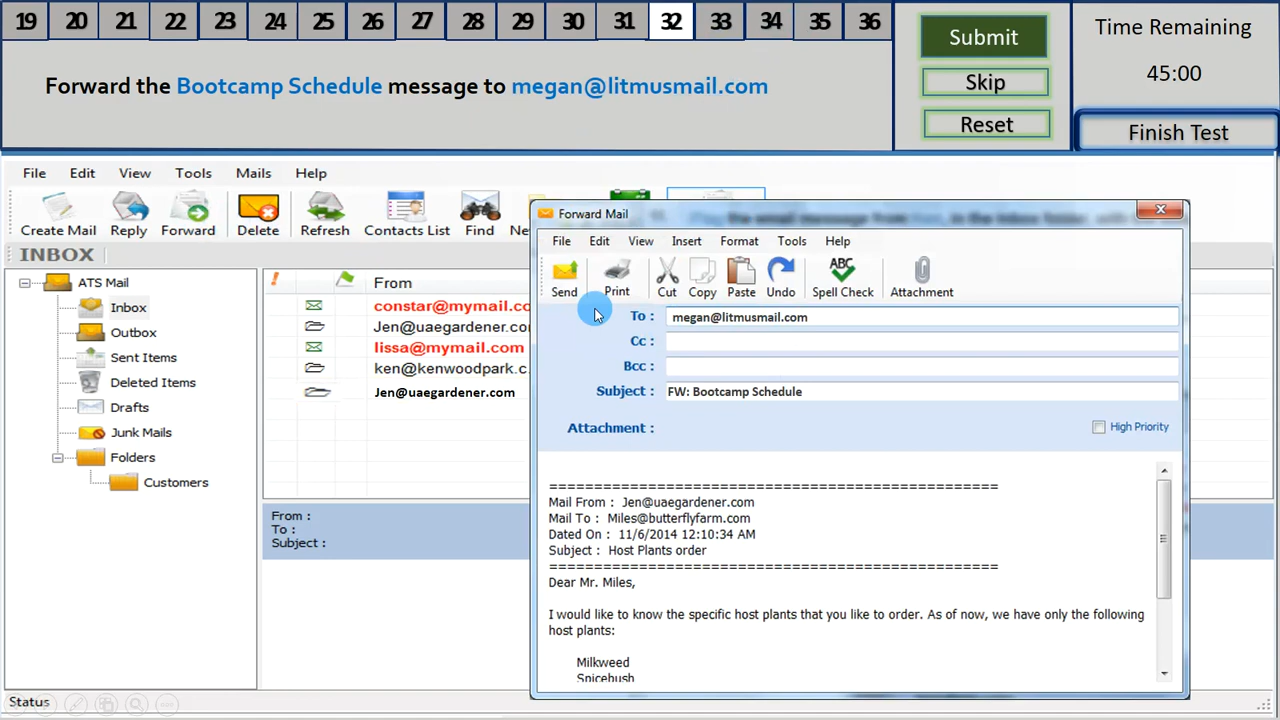 19 20 21 22 23 24 25 26 27 28 29 30 31 32 33 34 35 36
Forward the Bootcamp Schedule message to megan@litmusmail.com
Submit
Skip
Reset
Time Remaining
45:00
Finish Test
File Edit View Tools Mails Help
Create Mail Reply Forward Delete Refresh Contacts List Find
INBOX
ATS Mail
Inbox
Outbox
Sent Items
Deleted Items
Drafts
Junk Mails
Folders
Customers
From
constar@mymail.co
Jen@uaegardener.con
lissa@mymail.com
ken@kenwoodpark.c
Jen@uaegardener.com
From :
To :
Subject :
Status
Forward Mail
File Edit View Insert Format Tools Help
Send Print Cut Copy Paste Undo ABC Spell Check Attachment
To : megan@litmusmail.com
Cc :
Bcc :
Subject : FW: Bootcamp Schedule
Attachment :
High Priority
==================================================
Mail From : Jen@uaegardener.com
Mail To : Miles@butterflyfarm.com
Dated On : 11/6/2014 12:10:34 AM
Subject : Host Plants order
==================================================
Dear Mr. Miles,
I would like to know the specific host plants that you like to order. As of now, we have only the following
host plants:
Milkweed
Spicebush